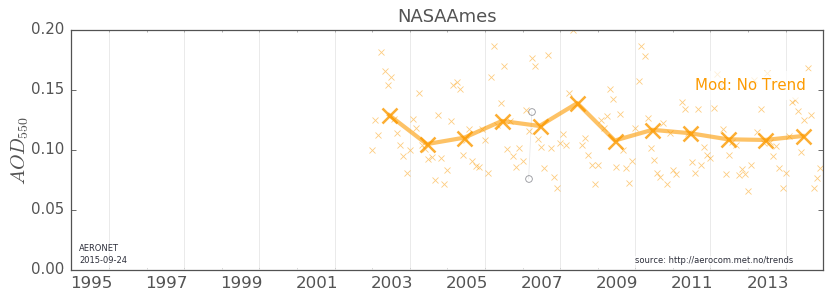 NASAAmes
0.20
0.15
0.10
0.05
0.00
AOD550
Mod: No Trend
AERONET
2015-09-24
source: http://aerocom.met.no/trends
1995 1997 1999 2001 2003 2005 2007 2009 2011 2013